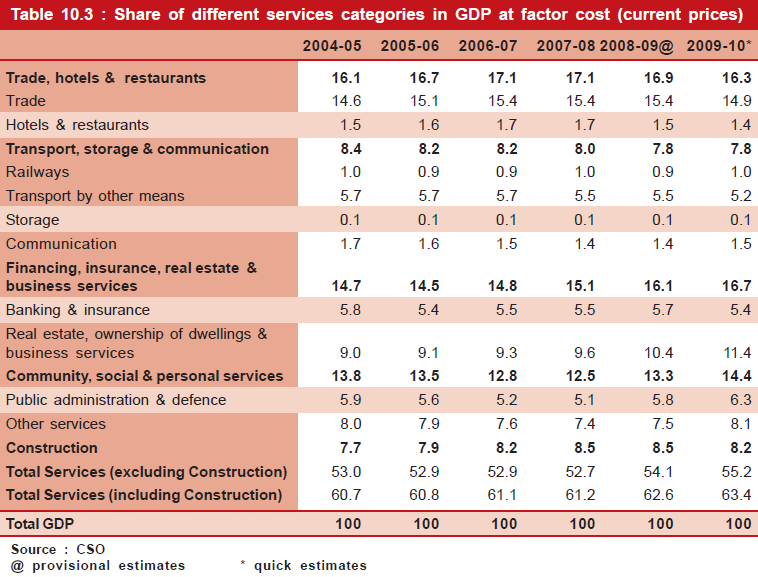 Table 10.3 : Share of different services categories in GDP at factor cost (current prices)
2004-05 2005-06 2006-07 2007-08 2008-09@ 2009-10*
Trade, hotels & restaurants 16.1 16.7 17.1 17.1 16.9 16.3
Trade 14.6 15.1 15.4 15.4 15.4 14.9
Hotels & restaurants 1.5 1.6 1.7 1.7 1.5 1.4
Transport, storage & communication 8.4 8.2 8.2 8.0 7.8 7.8
Railways 1.0 0.9 0.9 1.0 0.9 1.0
Transport by other means 5.7 5.7 5.7 5.5 5.5 5.2
Storage 0.1 0.1 0.1 0.1 0.1 0.1
Communication 1.7 1.6 1.5 1.4 1.4 1.5
Financing, insurance, real estate &
business services 14.7 14.5 14.8 15.1 16.1 16.7
Banking & insurance 5.8 5.4 5.5 5.5 5.7 5.4
Real estate, ownership of dwellings &
business services 9.0 9.1 9.3 9.6 10.4 11.4
Community, social & personal services 13.8 13.5 12.8 12.5 13.3 14.4
Public administration & defence 5.9 5.6 5.2 5.1 5.8 6.3
Other services 8.0 7.9 7.6 7.4 7.5 8.1
Construction 7.7 7.9 8.2 8.5 8.5 8.2
Total Services (excluding Construction) 53.0 52.9 52.9 52.7 54.1 55.2
Total Services (including Construction) 60.7 60.8 61.1 61.2 62.6 63.4
Total GDP 100 100 100 100 100 100
Source : CSO
@ provisional estimates * quick estimates